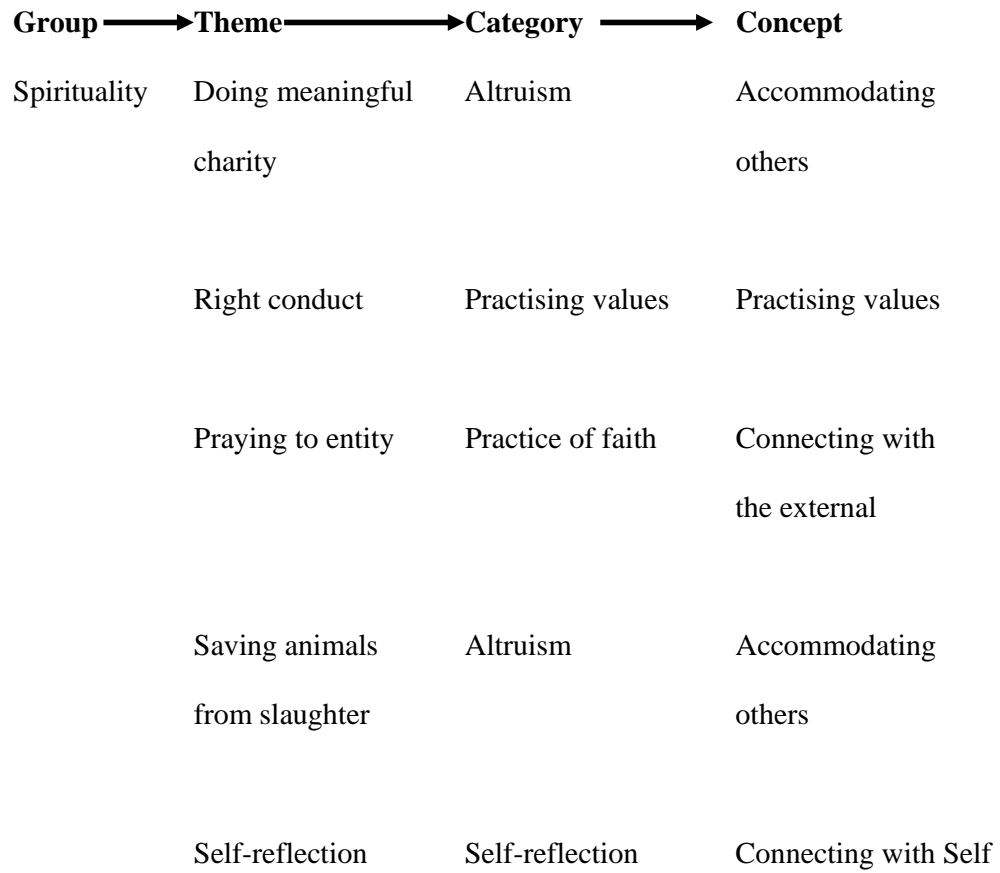 Group Theme Category Concept
Spirituality Doing meaningful Altruism Accommodating
charity others
Right conduct Practising values Practising values
Praying to entity Practice of faith Connecting with
the external
Saving animals Altruism Accommodating
from slaughter others
Self-reflection Self-reflection Connecting with Self